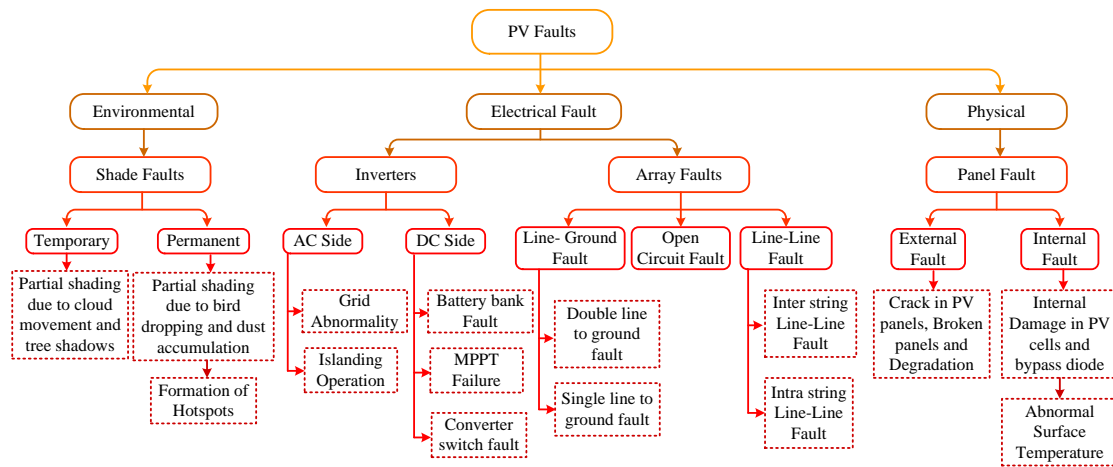 PV Faults
Environmental
Electrical Fault
Physical
Shade Faults
Inverters
Array Faults
Panel Fault
Temporary
Permanent
AC Side
DC Side
Line- Ground
Fault
Open
Circuit Fault
Line-Line
Fault
External
Fault
Internal
Fault
Partial shading
due to cloud
movement and
tree shadows
Partial shading
due to bird
dropping and dust
accumulation
Formation of
Hotspots
Grid
Abnormality
Islanding
Operation
Battery bank
Fault
MPPT
Failure
Converter
switch fault
Double line
to ground
fault
Single line to
ground fault
Inter string
Line-Line
Fault
Intra string
Line-Line
Fault
Crack in PV
panels, Broken
panels and
Degradation
Internal
Damage in PV
cells and
bypass diode
Abnormal
Surface
Temperature